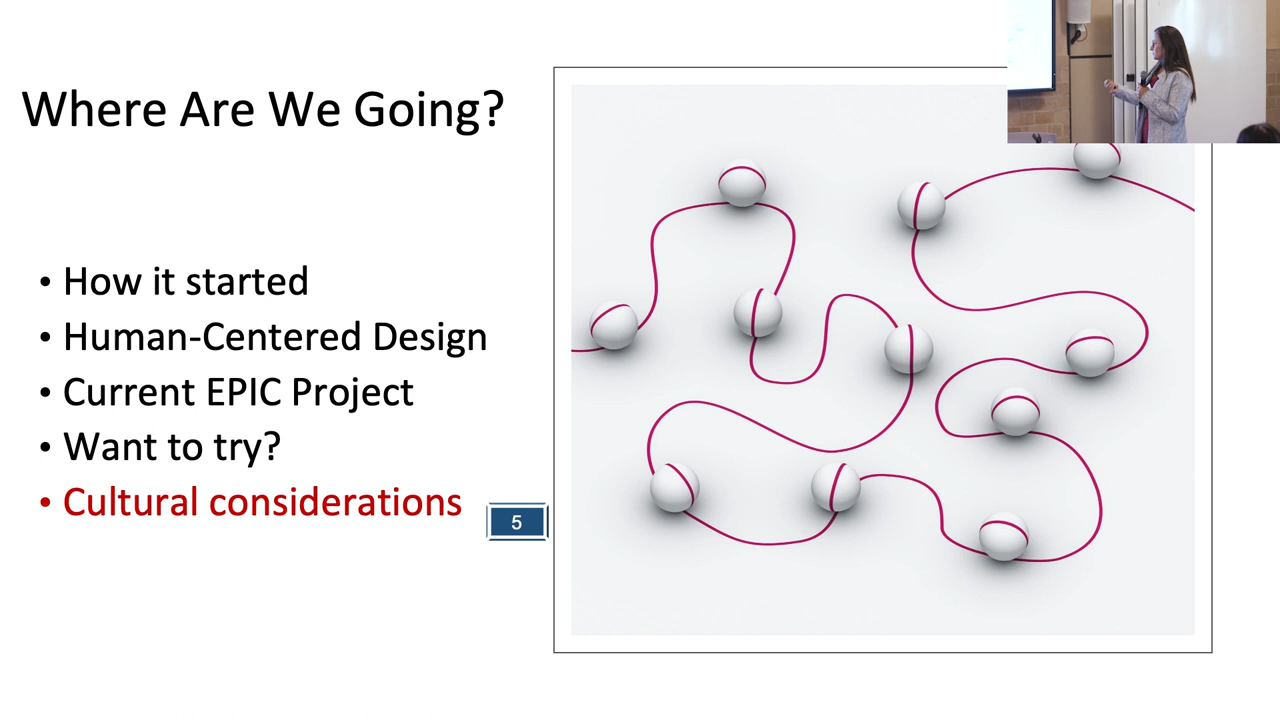 Where Are We Going?
• How it started
• Human-Centered Design
• Current EPIC Project
• Want to try?
• Cultural considerations
5